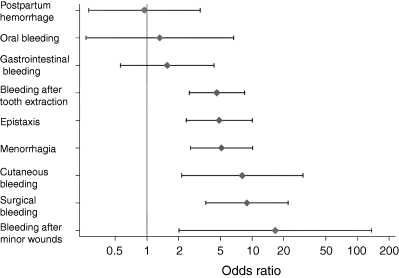 Postpartum
hemorrhage
Oral bleeding
Gastrointestinal
bleeding
Bleeding after
tooth extraction
Epistaxis
Menorrhagia
Cutaneous
bleeding
Surgical
bleeding
Bleeding after
minor wounds
0.5 1 2 5 10 20 50 100 200
Odds ratio